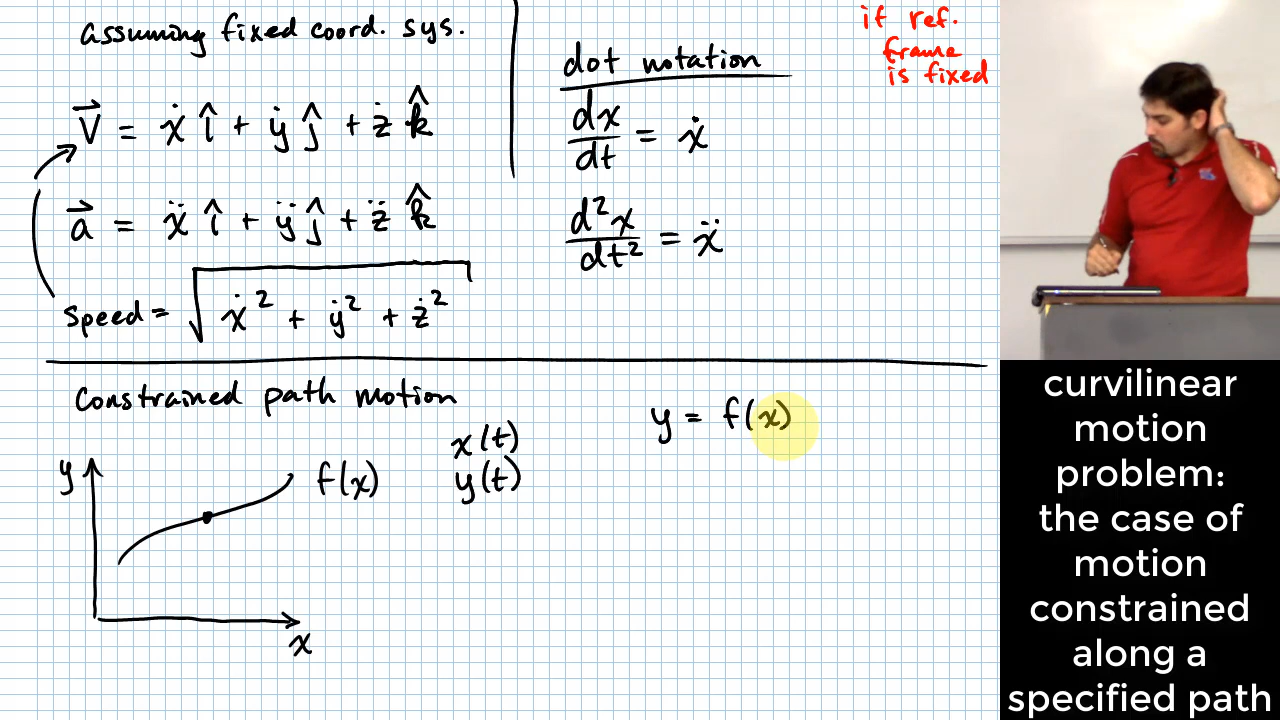 assuming fixed coord. sys.
V⃗ = ẋ î + ẏ ĵ + ż k̂
a⃗ = ẍ î + ÿ ĵ + z̈ k̂
speed = √(ẋ² + ẏ² + ż²)
dot notation
dx/dt = ẋ
d²x/dt² = ẍ
if ref.
frame
is fixed
Constrained path motion
y
f(x)
x
x(t)
y(t)
y = f(x)
curvilinear
motion
problem:
the case of
motion
constrained
along a
specified path